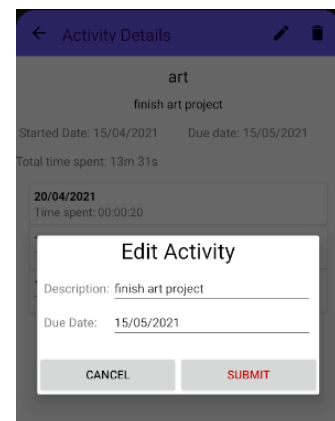 Activity Details
art
finish art project
Started Date: 15/04/2021 Due date: 15/05/2021
Total time spent: 13m 31s
20/04/2021
Time spent: 00:00:20
Edit Activity
Description: finish art project
Due Date: 15/05/2021
CANCEL SUBMIT